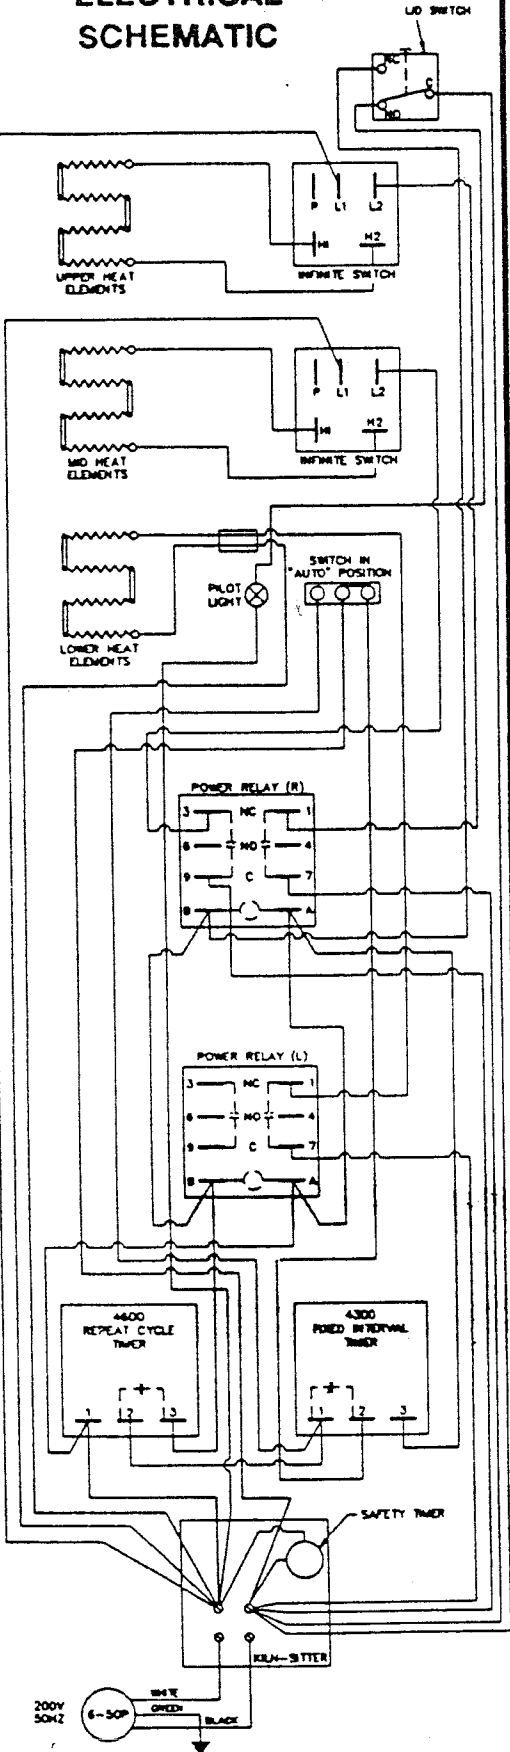 ELECTRICAL
SCHEMATIC
LID SWITCH
NC
C
NO
P L1 L2
H1 H2
UPPER HEAT
ELEMENTS
INFINITE SWITCH
P L1 L2
H1 H2
MID HEAT
ELEMENTS
INFINITE SWITCH
SWITCH IN
"AUTO" POSITION
PILOT
LIGHT
LOWER HEAT
ELEMENTS
POWER RELAY (R)
3 NC 1
6 NO 4
9 C 7
B A
POWER RELAY (L)
3 NC 1
6 NO 4
9 C 7
B A
4600
REPEAT CYCLE
TIMER
1 2 3
4300
FIXED INTERVAL
TIMER
1 2 3
SAFETY TIMER
KILN-SITTER
WHITE
GREEN
BLACK
200V
50HZ
6-50P